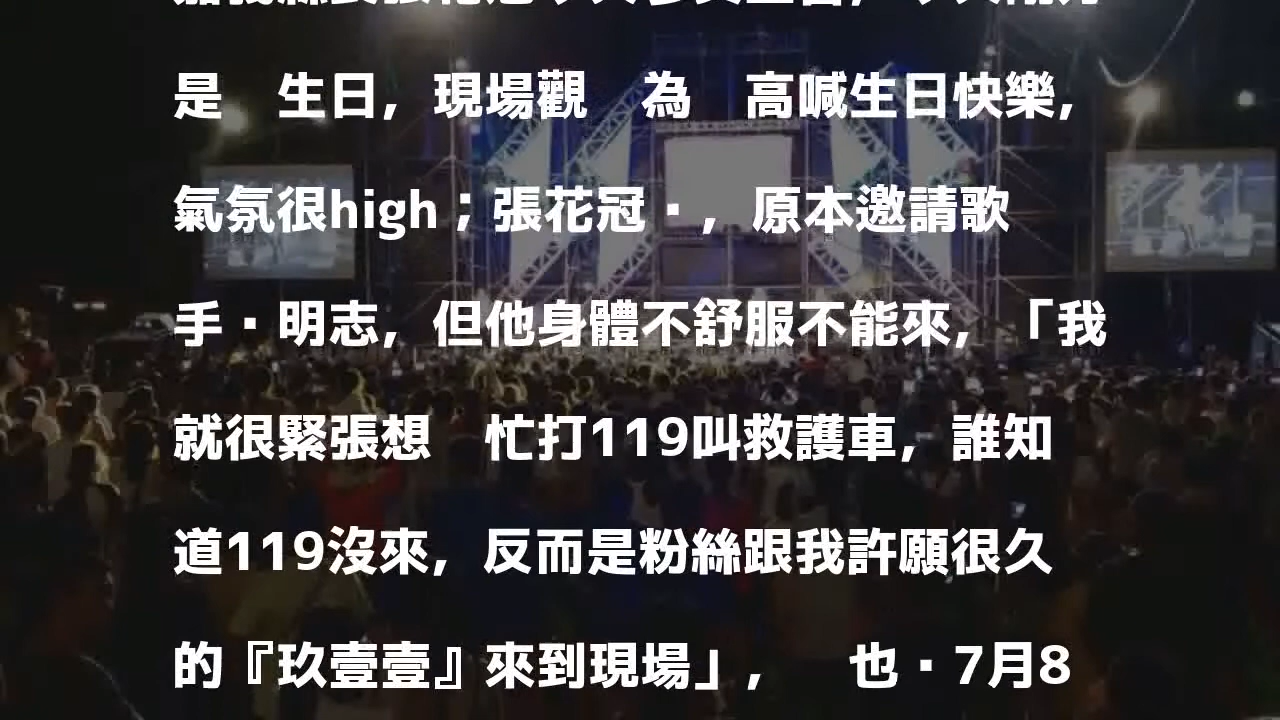 是　生日，現場觀　為　高喊生日快樂，
氣氛很high；張花冠▪，原本邀請歌
手▪明志，但他身體不舒服不能來，「我
就很緊張想　忙打119叫救護車，誰知
道119沒來，反而是粉絲跟我許願很久
的『玖壹壹』來到現場」，　也▪7月8